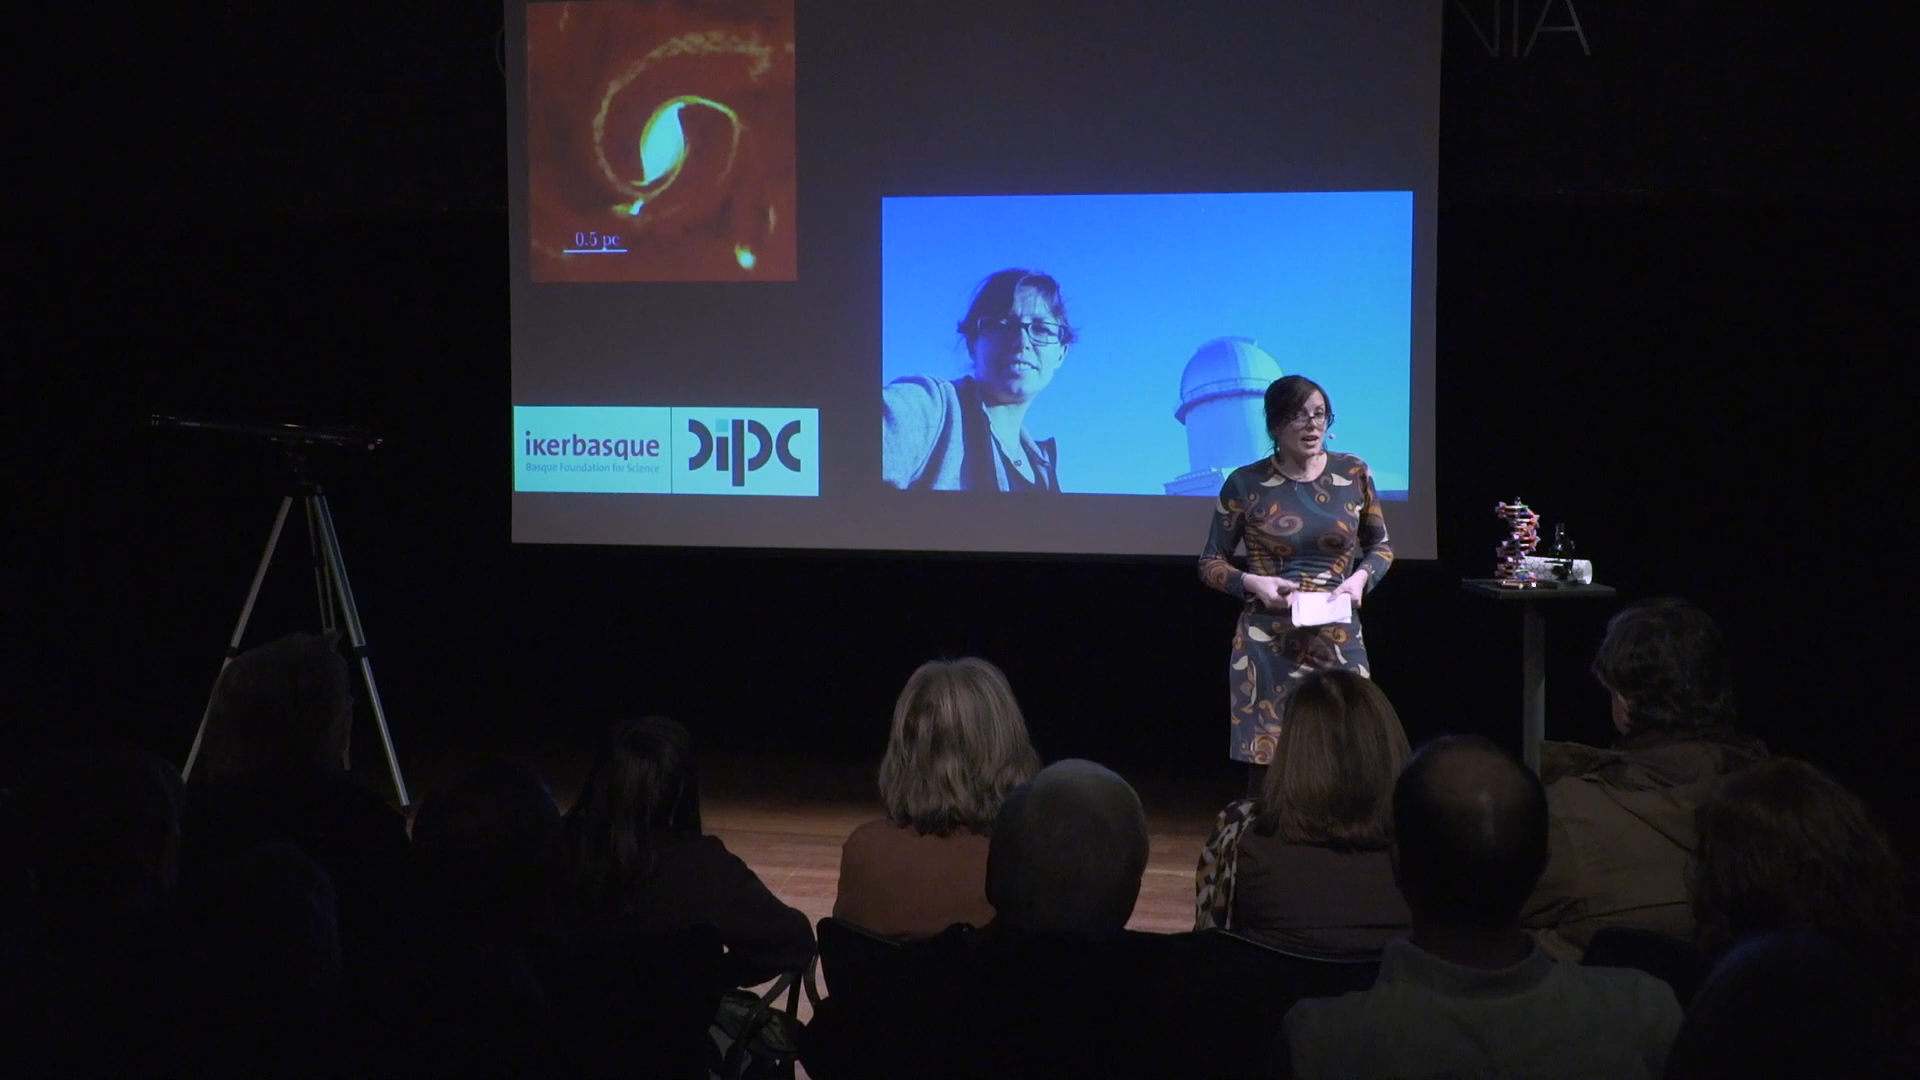 NIA
0.5 pc
ikerbasque
Basque Foundation for Science
dipc